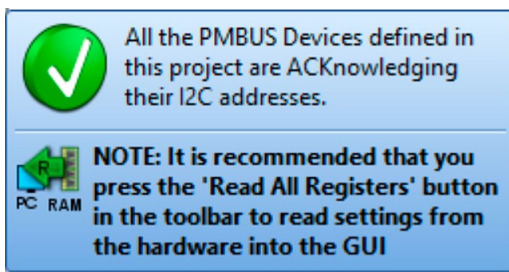 All the PMBUS Devices defined in
this project are ACKnowledging
their I2C addresses.
R
PC RAM
NOTE: It is recommended that you
press the 'Read All Registers' button
in the toolbar to read settings from
the hardware into the GUI